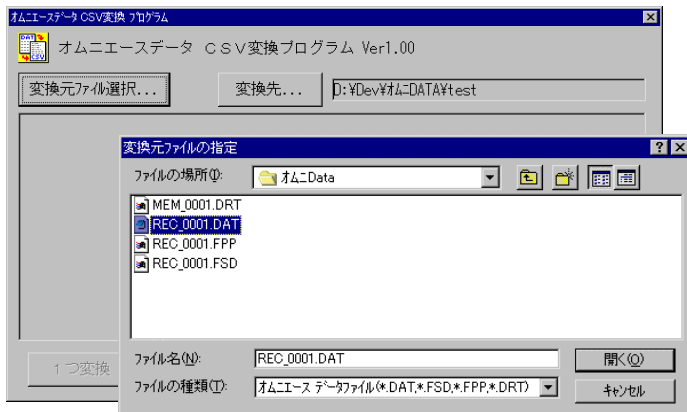 オムニエースデータ CSV変換 プログラム
DAT
CSV
オムニエースデータ ＣＳＶ変換プログラム Ver1.00
変換元ファイル選択...
変換先...
D:¥Dev¥オムニDATA¥test
変換元ファイルの指定
ファイルの場所(I):
オムニData
MEM_0001.DRT
REC_0001.DAT
REC_0001.FPP
REC_0001.FSD
ファイル名(N):
REC_0001.DAT
開く(O)
１つ変換
ファイルの種類(T):
オムニエース データファイル(*.DAT,*.FSD,*.FPP,*.DRT)
キャンセル